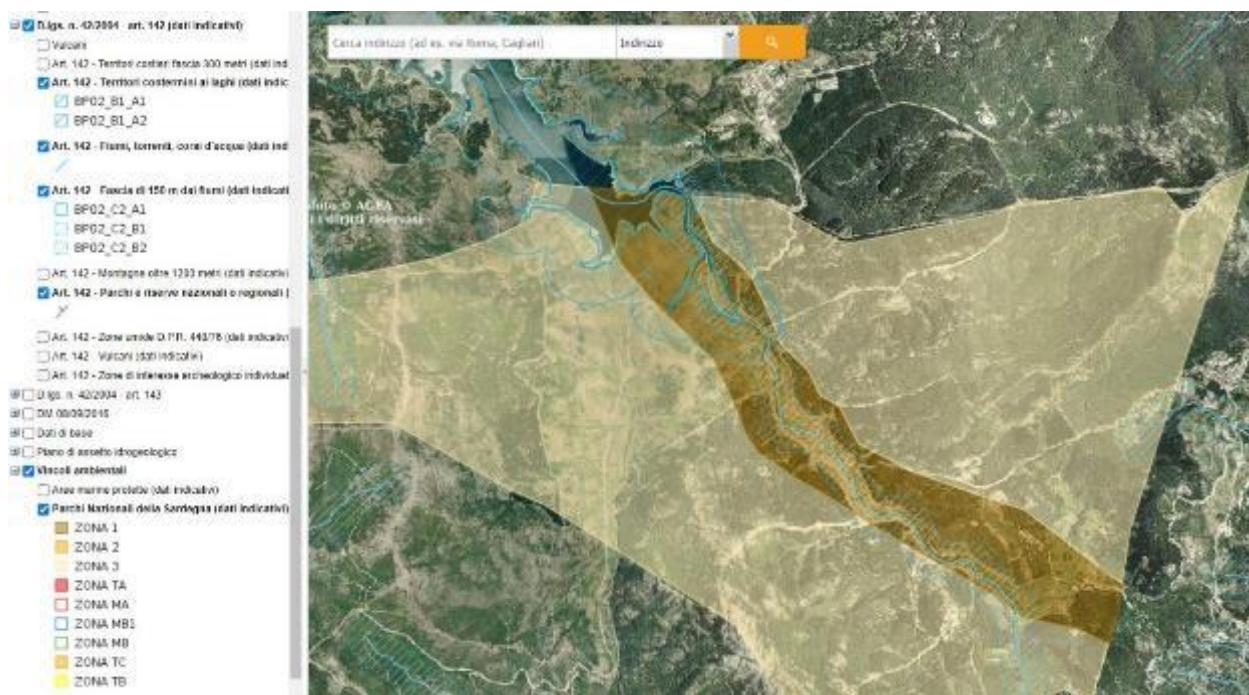 D.lgs. n. 42/2004 - art. 142 (dati indicativi)
Vulcani
Art. 142 - Territori costieri fascia 300 metri (dati ind
Art. 142 - Territori contermini ai laghi (dati indic
BP02_B1_A1
BP02_B1_A2
Art. 142 - Fiumi, torrenti, corsi d'acqua (dati ind
Art. 142 - Fascia di 150 m dai fiumi (dati indicati
BP02_C2_A1
BP02_C2_B1
BP02_C2_B2
Art. 142 - Montagne oltre 1200 metri (dati indicativi
Art. 142 - Parchi e riserve nazionali o regionali (
Art. 142 - Zone umide D.P.R. 448/76 (dati indicativi
Art. 142 - Vulcani (dati indicativi)
Art. 142 - Zone di interesse archeologico individuat
D.lgs. n. 42/2004 - art. 143
DM 08/09/2016
Dati di base
Piano di assetto idrogeologico
Vincoli ambientali
Aree marine protette (dati indicativi)
Parchi Nazionali della Sardegna (dati indicativi)
ZONA 1
ZONA 2
ZONA 3
ZONA TA
ZONA MA
ZONA MBS
ZONA MB
ZONA TC
ZONA TB
Cerca indirizzo (ad es. via Roma, Cagliari)
Indirizzo
© AGEA
i diritti riservati